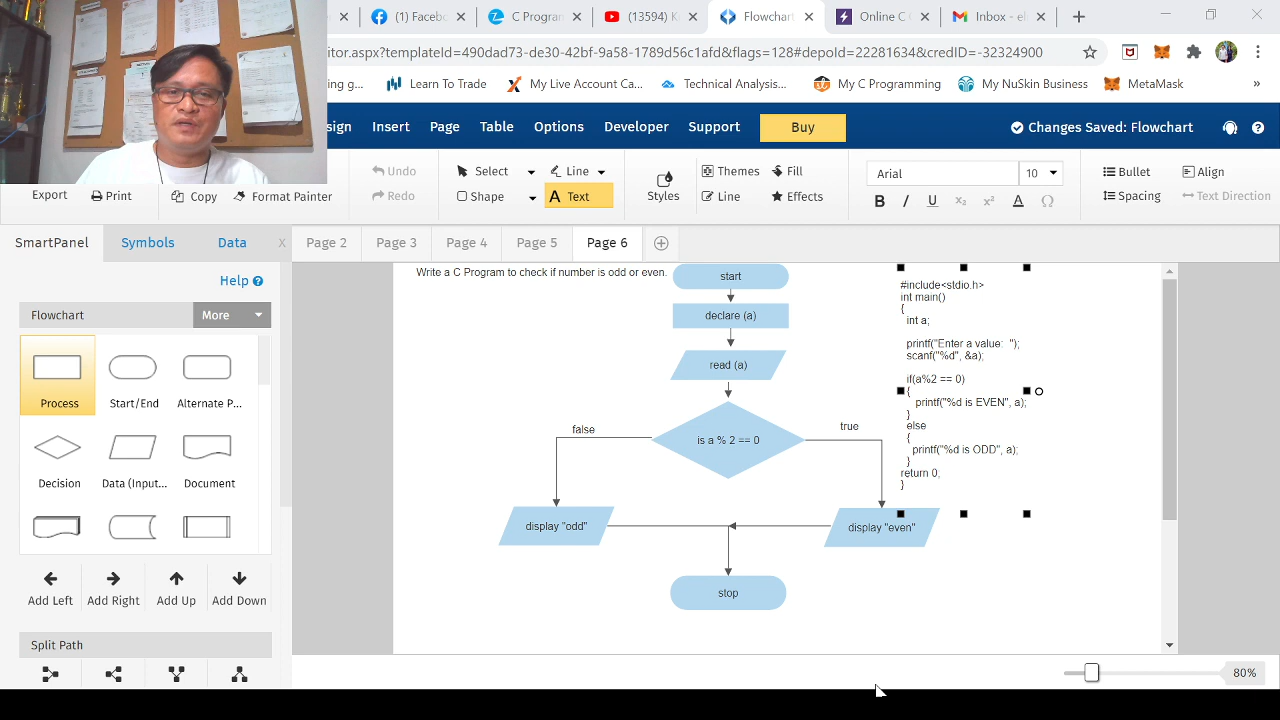 (1) Faceb
C Program
(13594) K
Flowchart
Online C C
Inbox - el
itor.aspx?templateId=490dad73-de30-42bf-9a58-1789d56c1afd&flags=128#depoId=22281634&credID=-32324900
ing g...
Learn To Trade
My Live Account Ca...
Technical Analysis...
My C Programming
My NuSkin Business
MetaMask
»
sign
Insert
Page
Table
Options
Developer
Support
Buy
Changes Saved: Flowchart
Undo
Select
Line
Themes
Fill
Arial
10
Bullet
Align
Export
Print
Copy
Format Painter
Redo
Shape
A Text
Styles
Line
Effects
B I U X₂ X² A Ω
Spacing
Text Direction
SmartPanel
Symbols
Data
X
Page 2
Page 3
Page 4
Page 5
Page 6
Help
Flowchart
More
Process
Start/End
Alternate P...
Decision
Data (Input...
Document
Add Left
Add Right
Add Up
Add Down
Split Path
Write a C Program to check if number is odd or even.
start
declare (a)
read (a)
is a % 2 == 0
false
true
display "odd"
display "even"
stop
#include<stdio.h>
int main()
{
int a;
printf("Enter a value: ");
scanf("%d", &a);
if(a%2 == 0)
{
printf("%d is EVEN", a);
}
else
{
printf("%d is ODD", a);
}
return 0;
}
80%